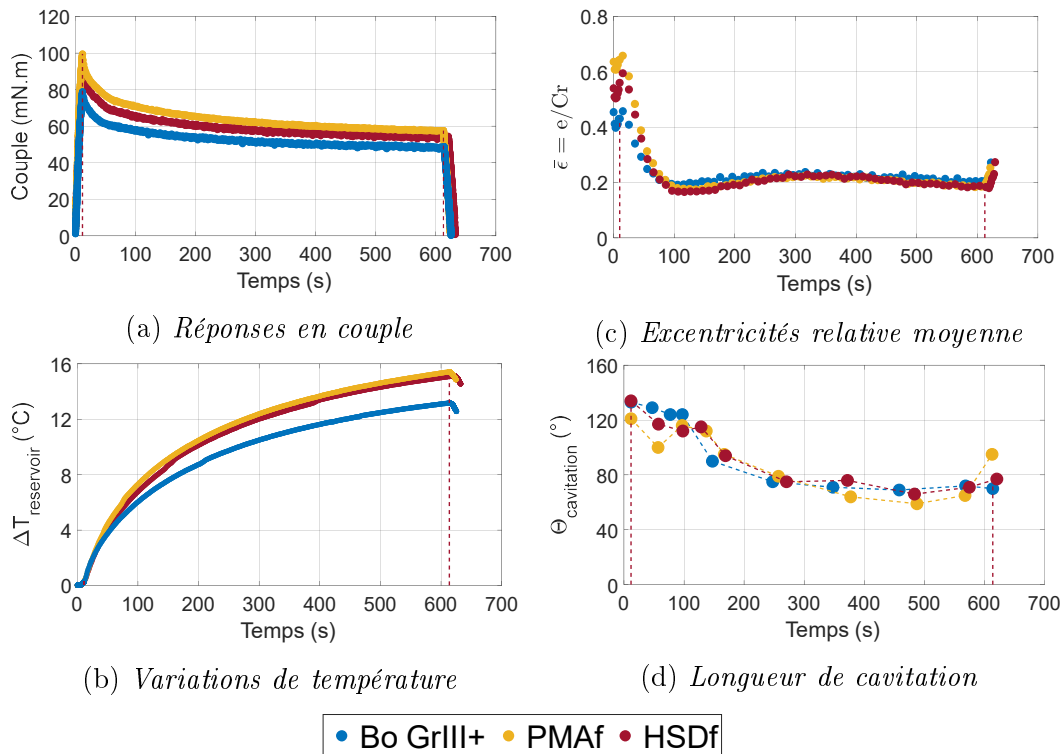 120
100
80
60
40
20
0
Couple (mN.m)
0 100 200 300 400 500 600 700
Temps (s)
(a) Réponses en couple
0.8
0.6
0.4
0.2
0
ε̄ = e/Cr
0 100 200 300 400 500 600 700
Temps (s)
(c) Excentricités relative moyenne
16
12
8
4
0
ΔT reservoir (°C)
0 100 200 300 400 500 600 700
Temps (s)
(b) Variations de température
160
120
80
40
0
Θ cavitation (°)
0 100 200 300 400 500 600 700
Temps (s)
(d) Longueur de cavitation
Bo GrIII+ PMAf HSDf